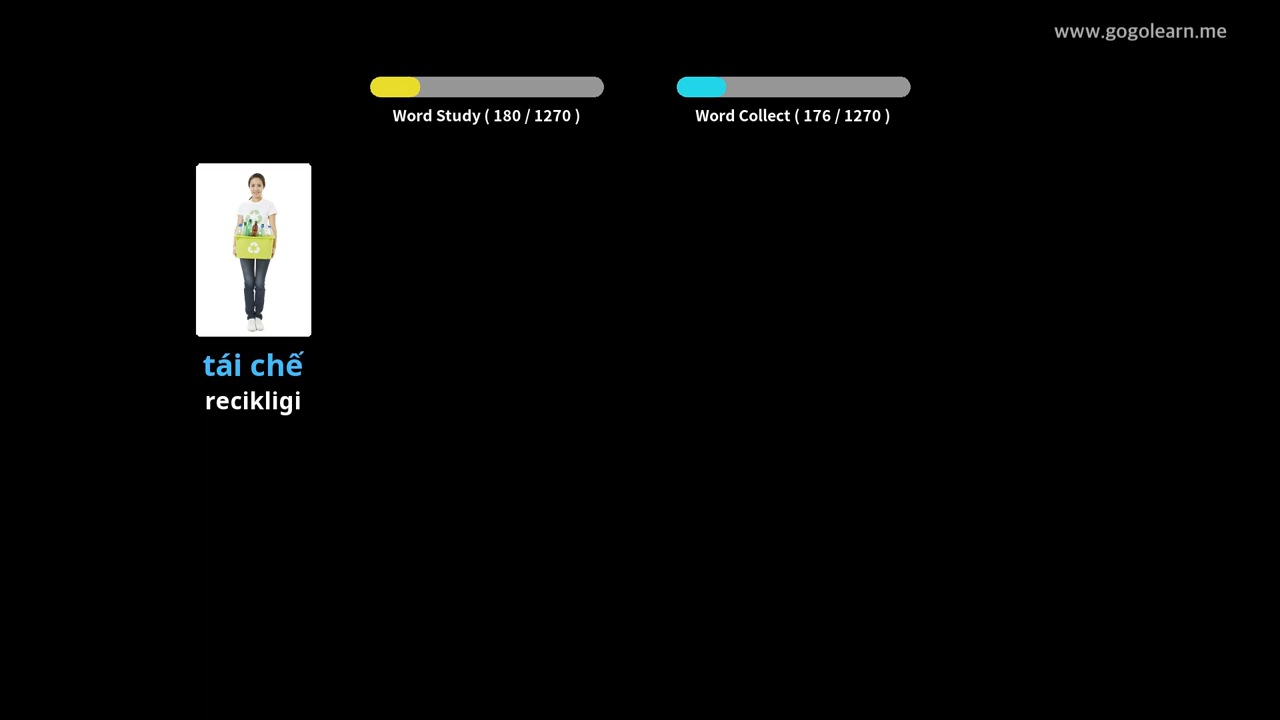 www.gogolearn.me
Word Study ( 180 / 1270 )
Word Collect ( 176 / 1270 )
tái chế
recikligi